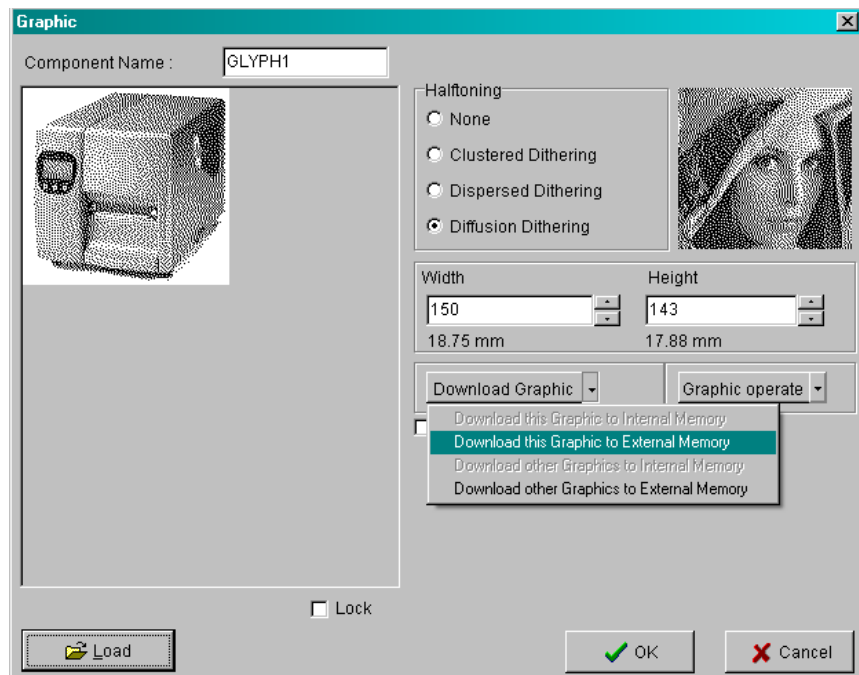 Graphic
Component Name :
GLYPH1
Halftoning
None
Clustered Dithering
Dispersed Dithering
Diffusion Dithering
Width
Height
150
143
18.75 mm
17.88 mm
Download Graphic
Graphic operate
Download this Graphic to Internal Memory
Download this Graphic to External Memory
Download other Graphics to Internal Memory
Download other Graphics to External Memory
Lock
Load
OK
Cancel